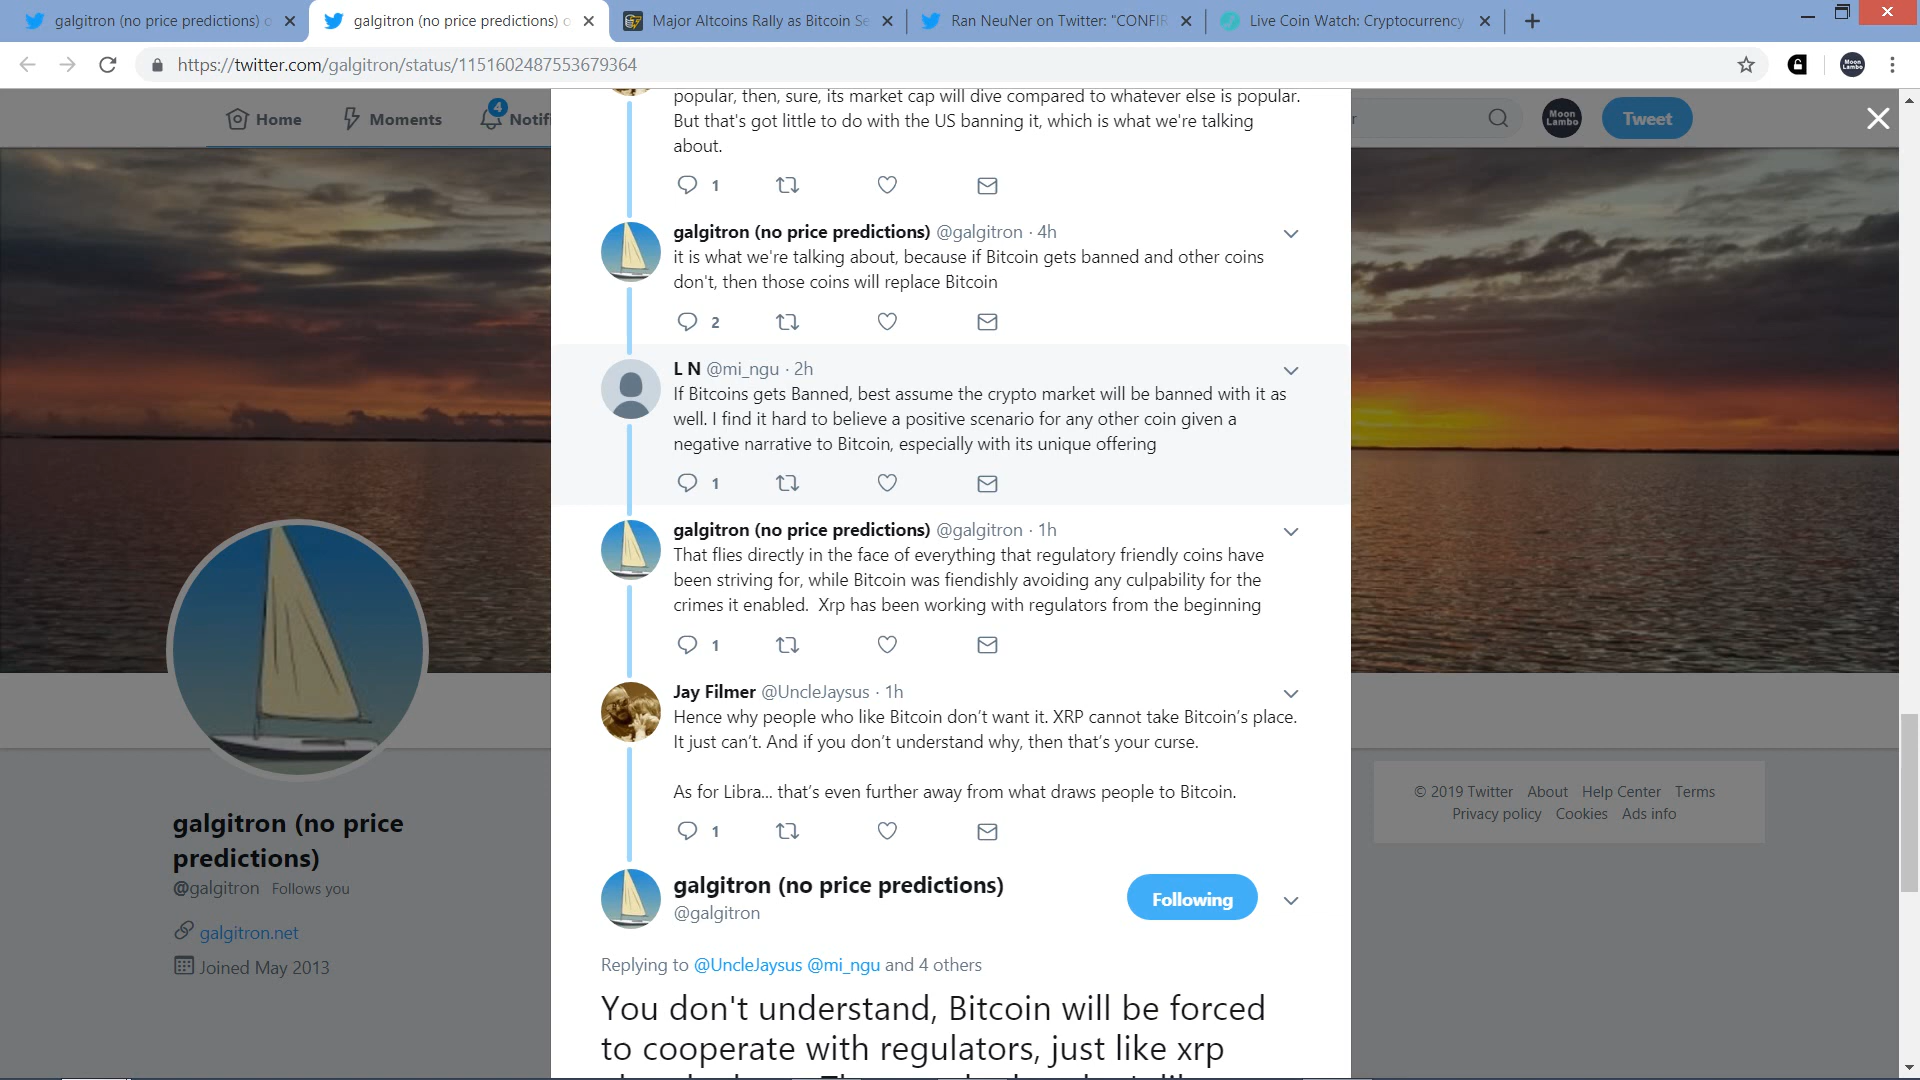 galgitron (no price predictions) o
galgitron (no price predictions) o
Major Altcoins Rally as Bitcoin Se
Ran NeuNer on Twitter: "CONFIR
Live Coin Watch: Cryptocurrency
https://twitter.com/galgitron/status/1151602487553679364
Home
Moments
4
Notif
Moon Lambo
Tweet
popular, then, sure, its market cap will dive compared to whatever else is popular.
But that's got little to do with the US banning it, which is what we're talking
about.
1
galgitron (no price predictions) @galgitron · 4h
it is what we're talking about, because if Bitcoin gets banned and other coins
don't, then those coins will replace Bitcoin
2
L N @mi_ngu · 2h
If Bitcoins gets Banned, best assume the crypto market will be banned with it as
well. I find it hard to believe a positive scenario for any other coin given a
negative narrative to Bitcoin, especially with its unique offering
1
galgitron (no price predictions) @galgitron · 1h
That flies directly in the face of everything that regulatory friendly coins have
been striving for, while Bitcoin was fiendishly avoiding any culpability for the
crimes it enabled. Xrp has been working with regulators from the beginning
1
Jay Filmer @UncleJaysus · 1h
Hence why people who like Bitcoin don’t want it. XRP cannot take Bitcoin’s place.
It just can’t. And if you don’t understand why, then that’s your curse.
As for Libra... that’s even further away from what draws people to Bitcoin.
1
galgitron (no price predictions)
@galgitron
Following
Replying to @UncleJaysus @mi_ngu and 4 others
You don't understand, Bitcoin will be forced
to cooperate with regulators, just like xrp
galgitron (no price
predictions)
@galgitron Follows you
galgitron.net
Joined May 2013
© 2019 Twitter About Help Center Terms
Privacy policy Cookies Ads info